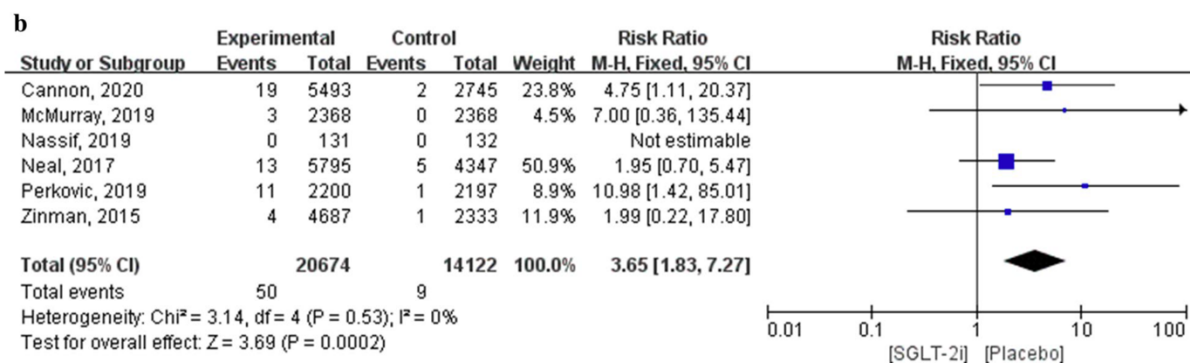 b
Experimental Control Risk Ratio Risk Ratio
Study or Subgroup Events Total Events Total Weight M-H, Fixed, 95% CI M-H, Fixed, 95% CI
Cannon, 2020 19 5493 2 2745 23.8% 4.75 [1.11, 20.37]
McMurray, 2019 3 2368 0 2368 4.5% 7.00 [0.36, 135.44]
Nassif, 2019 0 131 0 132 Not estimable
Neal, 2017 13 5795 5 4347 50.9% 1.95 [0.70, 5.47]
Perkovic, 2019 11 2200 1 2197 8.9% 10.98 [1.42, 85.01]
Zinman, 2015 4 4687 1 2333 11.9% 1.99 [0.22, 17.80]
Total (95% CI) 20674 14122 100.0% 3.65 [1.83, 7.27]
Total events 50 9
Heterogeneity: Chi² = 3.14, df = 4 (P = 0.53); I² = 0%
Test for overall effect: Z = 3.69 (P = 0.0002)
0.01 0.1 1 10 100
[SGLT-2i] [Placebo]